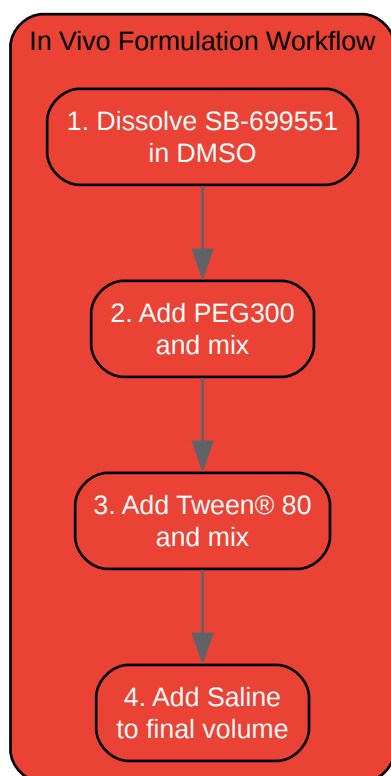 In Vivo Formulation Workflow
1. Dissolve SB-699551
in DMSO
2. Add PEG300
and mix
3. Add Tween® 80
and mix
4. Add Saline
to final volume